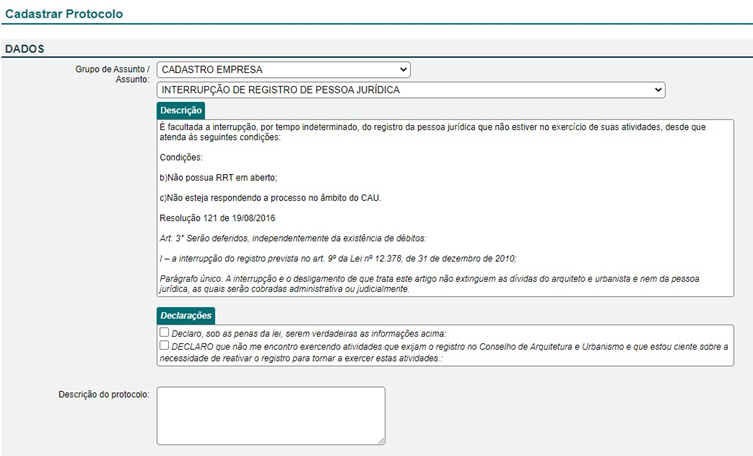 Cadastrar Protocolo
DADOS
Grupo de Assunto /
Assunto:
CADASTRO EMPRESA
INTERRUPÇÃO DE REGISTRO DE PESSOA JURÍDICA
Descrição
É facultada a interrupção, por tempo indeterminado, do registro da pessoa jurídica que não estiver no exercício de suas atividades, desde que
atenda às seguintes condições:
Condições:
b)Não possua RRT em aberto;
c)Não esteja respondendo a processo no âmbito do CAU.
Resolução 121 de 19/08/2016
Art. 3° Serão deferidos, independentemente da existência de débitos:
I – a interrupção do registro prevista no art. 9º da Lei nº 12.378, de 31 de dezembro de 2010;
Parágrafo único. A interrupção e o desligamento de que trata este artigo não extinguem as dívidas do arquiteto e urbanista e nem da pessoa
jurídica, as quais serão cobradas administrativa ou judicialmente.
Declarações
Declaro, sob as penas da lei, serem verdadeiras as informações acima:
DECLARO que não me encontro exercendo atividades que exijam o registro no Conselho de Arquitetura e Urbanismo e que estou ciente sobre a
necessidade de reativar o registro para tornar a exercer estas atividades.:
Descrição do protocolo: